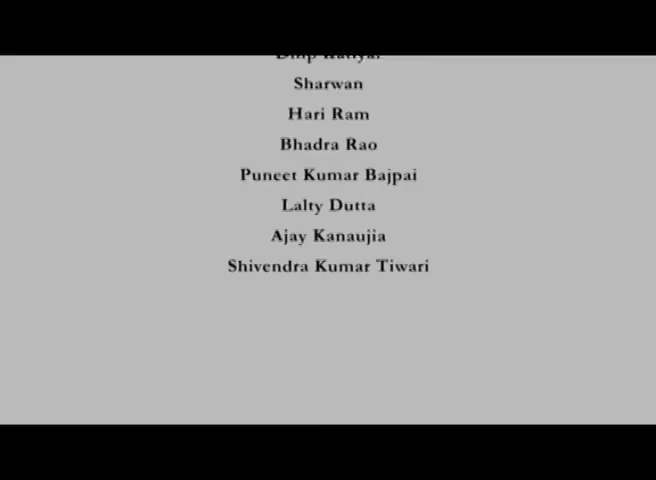 Sharwan
Hari Ram
Bhadra Rao
Puneet Kumar Bajpai
Lalty Dutta
Ajay Kanaujia
Shivendra Kumar Tiwari